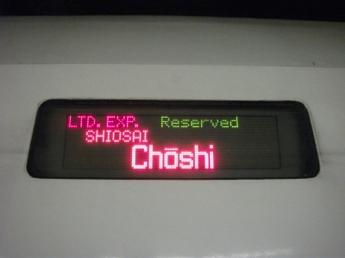 LTD. EXP. Reserved
SHIOSAI
Chōshi